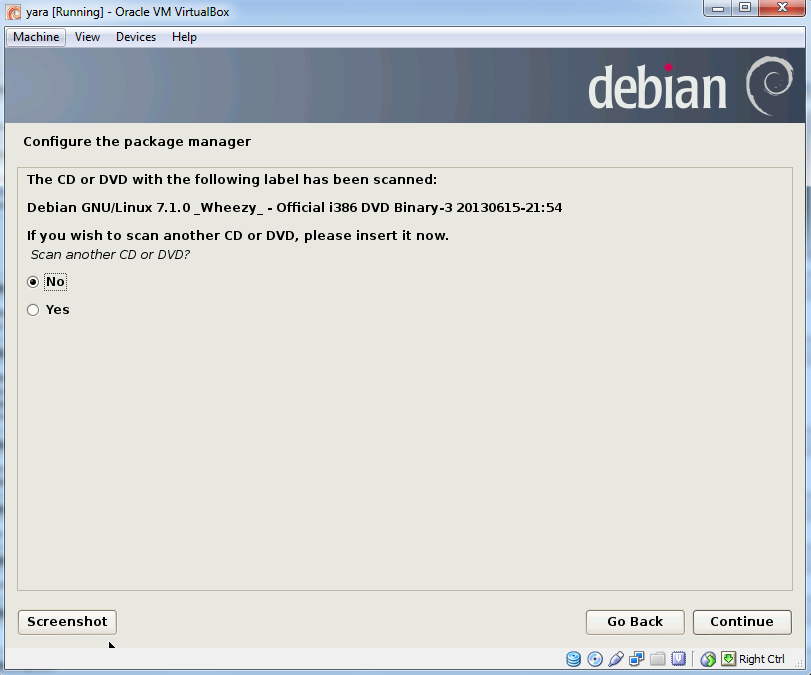 yara [Running] - Oracle VM VirtualBox
Machine View Devices Help
debian
Configure the package manager
The CD or DVD with the following label has been scanned:
Debian GNU/Linux 7.1.0 _Wheezy_ - Official i386 DVD Binary-3 20130615-21:54
If you wish to scan another CD or DVD, please insert it now.
Scan another CD or DVD?
No
Yes
Screenshot Go Back Continue
Right Ctrl